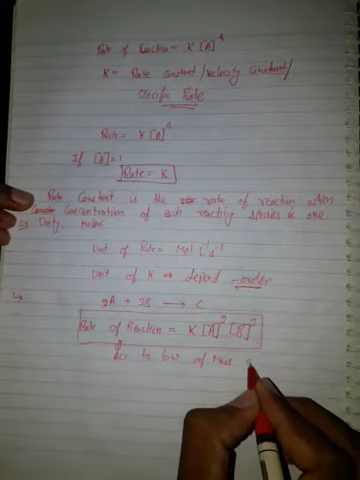 Rate of Reaction = K [A]^a
K = Rate constant/velocity constant/
Specific Rate
Rate = K [A]^a
If [A]=1
Rate = K
Rate Constant is the rate of reaction when
Concentration of each reacting species is one
or Unity.
Unit of Rate = Mol L^-1 s^-1
Unit of K ⇒ depend order
2A + 3B → C
Rate of Reaction = K [A]^2 [B]^3
Acc. to law of Mass